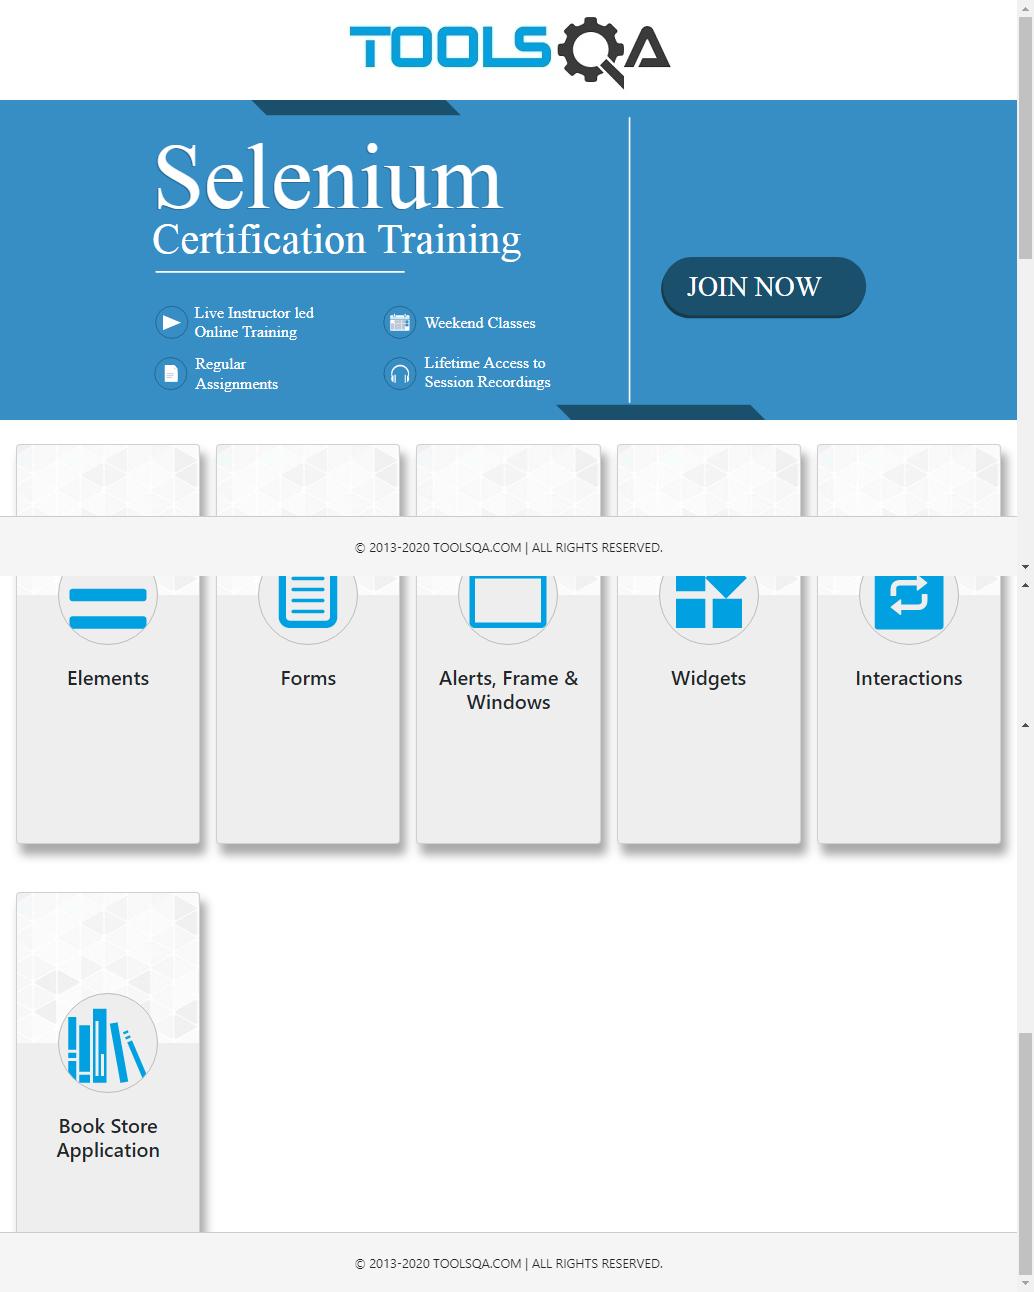 TOOLSQA
Selenium
Certification Training
JOIN NOW
Live Instructor led
Online Training
Weekend Classes
Regular
Assignments
Lifetime Access to
Session Recordings
© 2013-2020 TOOLSQA.COM | ALL RIGHTS RESERVED.
Elements
Forms
Alerts, Frame &
Windows
Widgets
Interactions
Book Store
Application
© 2013-2020 TOOLSQA.COM | ALL RIGHTS RESERVED.